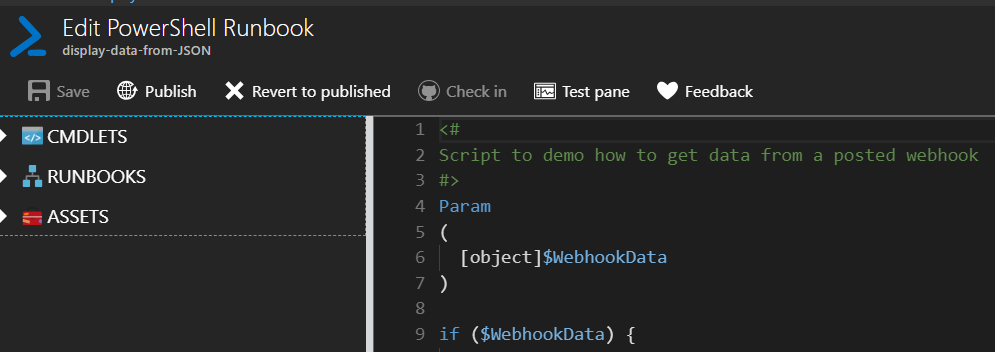 Edit PowerShell Runbook
display-data-from-JSON
Save Publish Revert to published Check in Test pane Feedback
CMDLETS
RUNBOOKS
ASSETS
1 <#
2 Script to demo how to get data from a posted webhook
3 #>
4 Param
5 (
6 [object]$WebhookData
7 )
8
9 if ($WebhookData) {